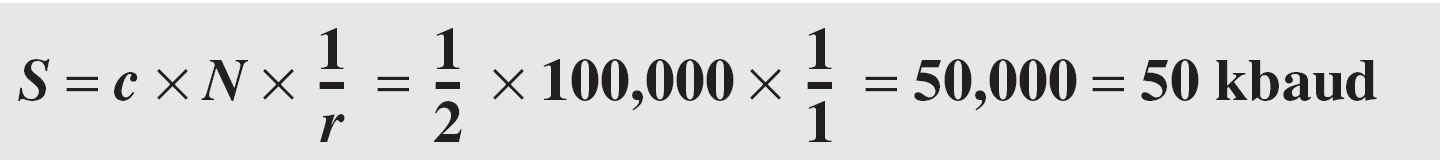 S = c × N × 1/r = 1/2 × 100,000 × 1/1 = 50,000 = 50 kbaud